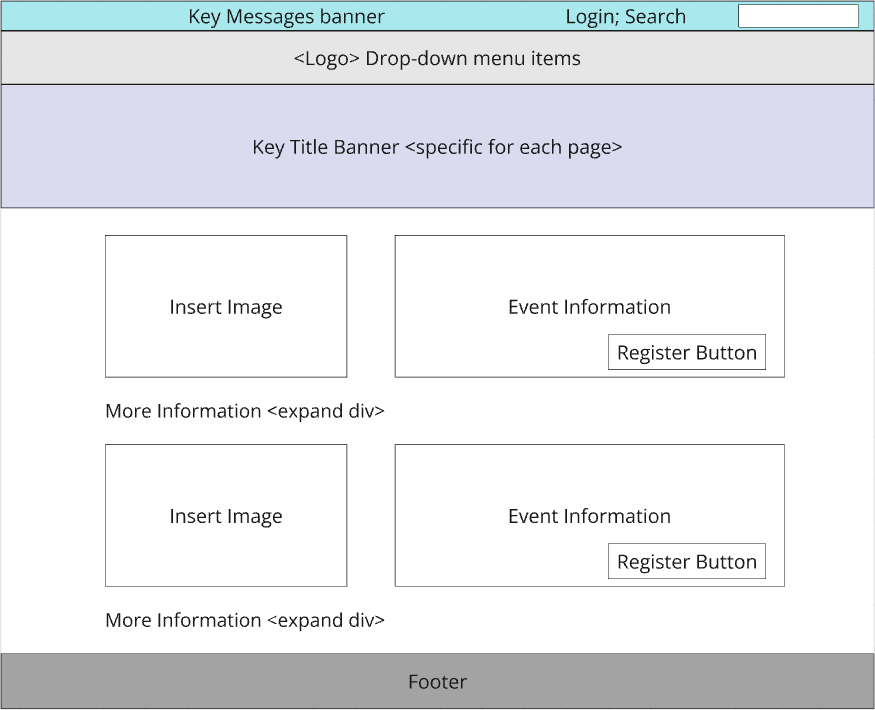 Key Messages banner Login; Search
<Logo> Drop-down menu items
Key Title Banner <specific for each page>
Insert Image
Event Information
Register Button
More Information <expand div>
Insert Image
Event Information
Register Button
More Information <expand div>
Footer